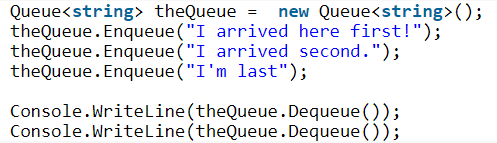 Queue<string> theQueue =  new Queue<string>();
theQueue.Enqueue("I arrived here first!");
theQueue.Enqueue("I arrived second.");
theQueue.Enqueue("I'm last");

Console.WriteLine(theQueue.Dequeue());
Console.WriteLine(theQueue.Dequeue());